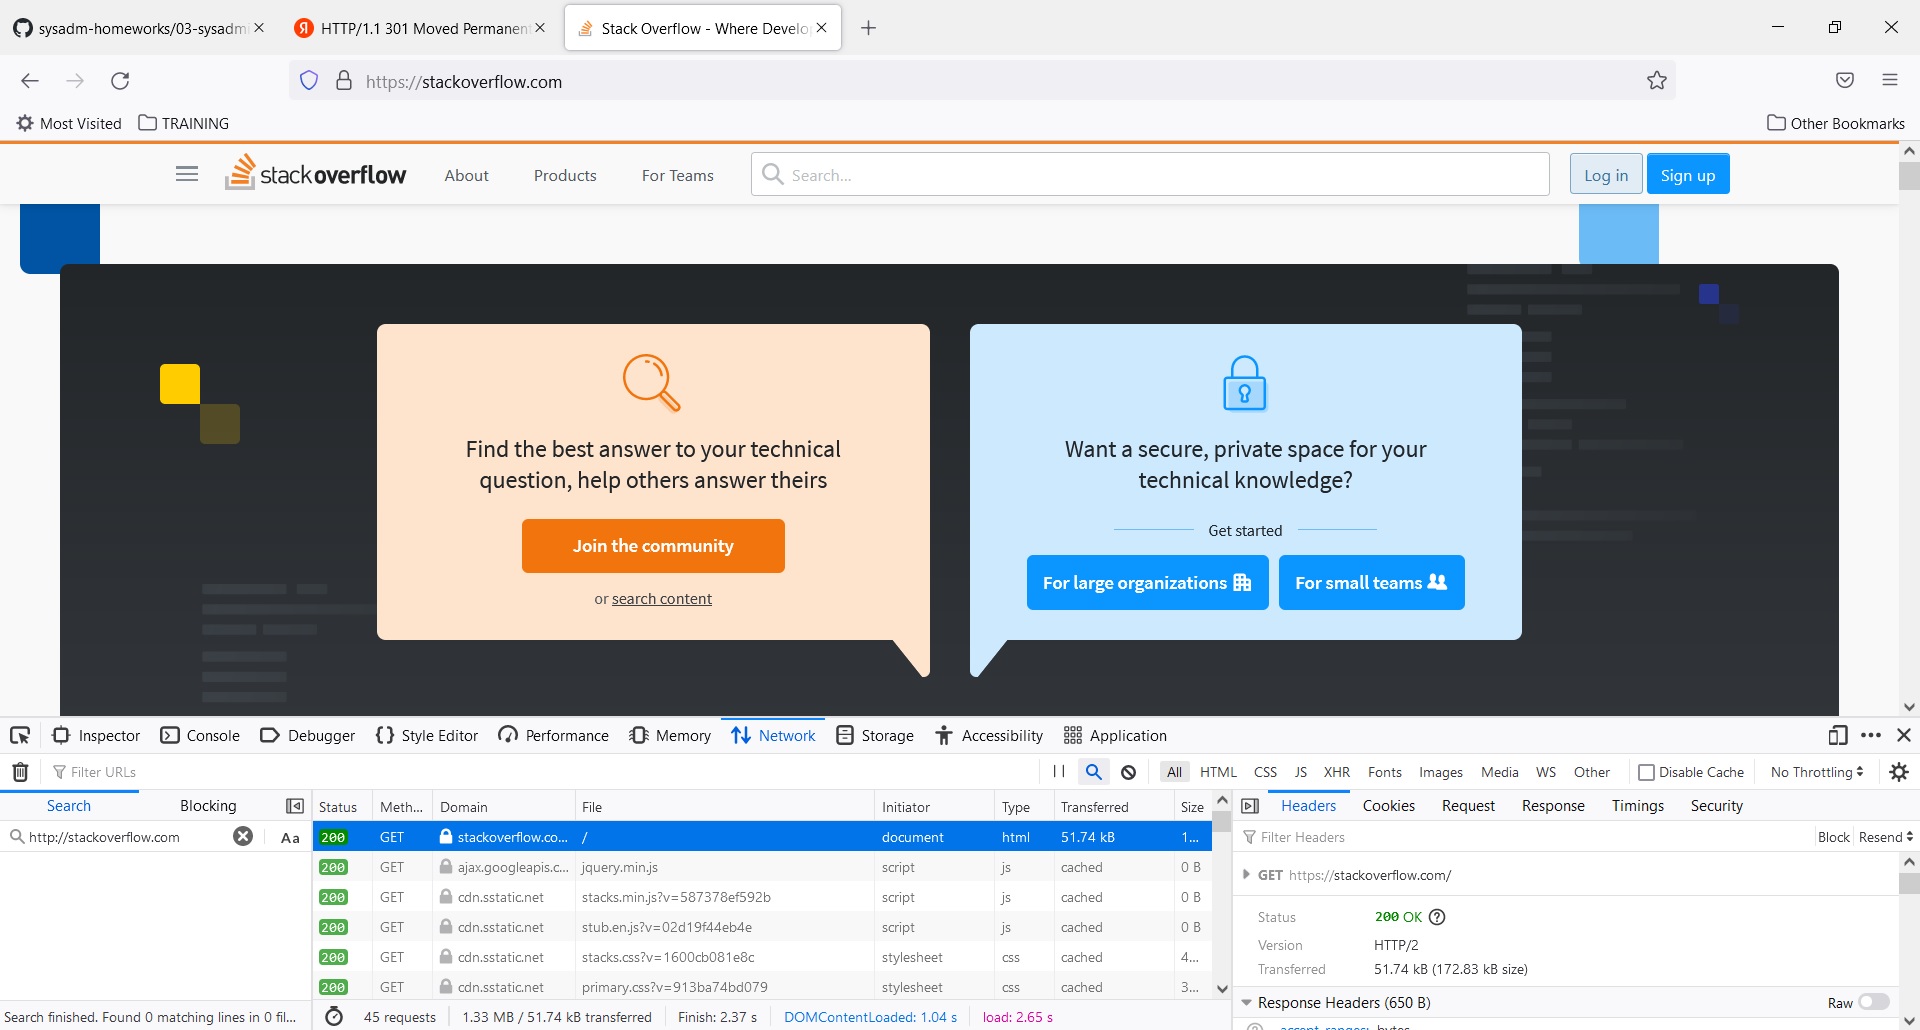 sysadm-homeworks/03-sysadmi
HTTP/1.1 301 Moved Permanent
Stack Overflow - Where Develo
https://stackoverflow.com
Most Visited
TRAINING
Other Bookmarks
stackoverflow
About
Products
For Teams
Search...
Log in
Sign up
Find the best answer to your technical
question, help others answer theirs
Join the community
or search content
Want a secure, private space for your
technical knowledge?
Get started
For large organizations
For small teams
Inspector
Console
Debugger
Style Editor
Performance
Memory
Network
Storage
Accessibility
Application
Filter URLs
All
HTML
CSS
JS
XHR
Fonts
Images
Media
WS
Other
Disable Cache
No Throttling
Search
Blocking
http://stackoverflow.com
Aa
Search finished. Found 0 matching lines in 0 fil...
Status Meth... Domain File Initiator Type Transferred Size
200 GET stackoverflow.co... / document html 51.74 kB 1...
200 GET ajax.googleapis.c... jquery.min.js script js cached 0 B
200 GET cdn.sstatic.net stacks.min.js?v=587378ef592b script js cached 0 B
200 GET cdn.sstatic.net stub.en.js?v=02d19f44eb4e script js cached 0 B
200 GET cdn.sstatic.net stacks.css?v=1600cb081e8c stylesheet css cached 4...
200 GET cdn.sstatic.net primary.css?v=913ba74bd079 stylesheet css cached 3...
45 requests
1.33 MB / 51.74 kB transferred
Finish: 2.37 s
DOMContentLoaded: 1.04 s
load: 2.65 s
Headers
Cookies
Request
Response
Timings
Security
Filter Headers
Block
Resend
GET https://stackoverflow.com/
Status 200 OK
Version HTTP/2
Transferred 51.74 kB (172.83 kB size)
Response Headers (650 B)
Raw
accept-ranges: bytes